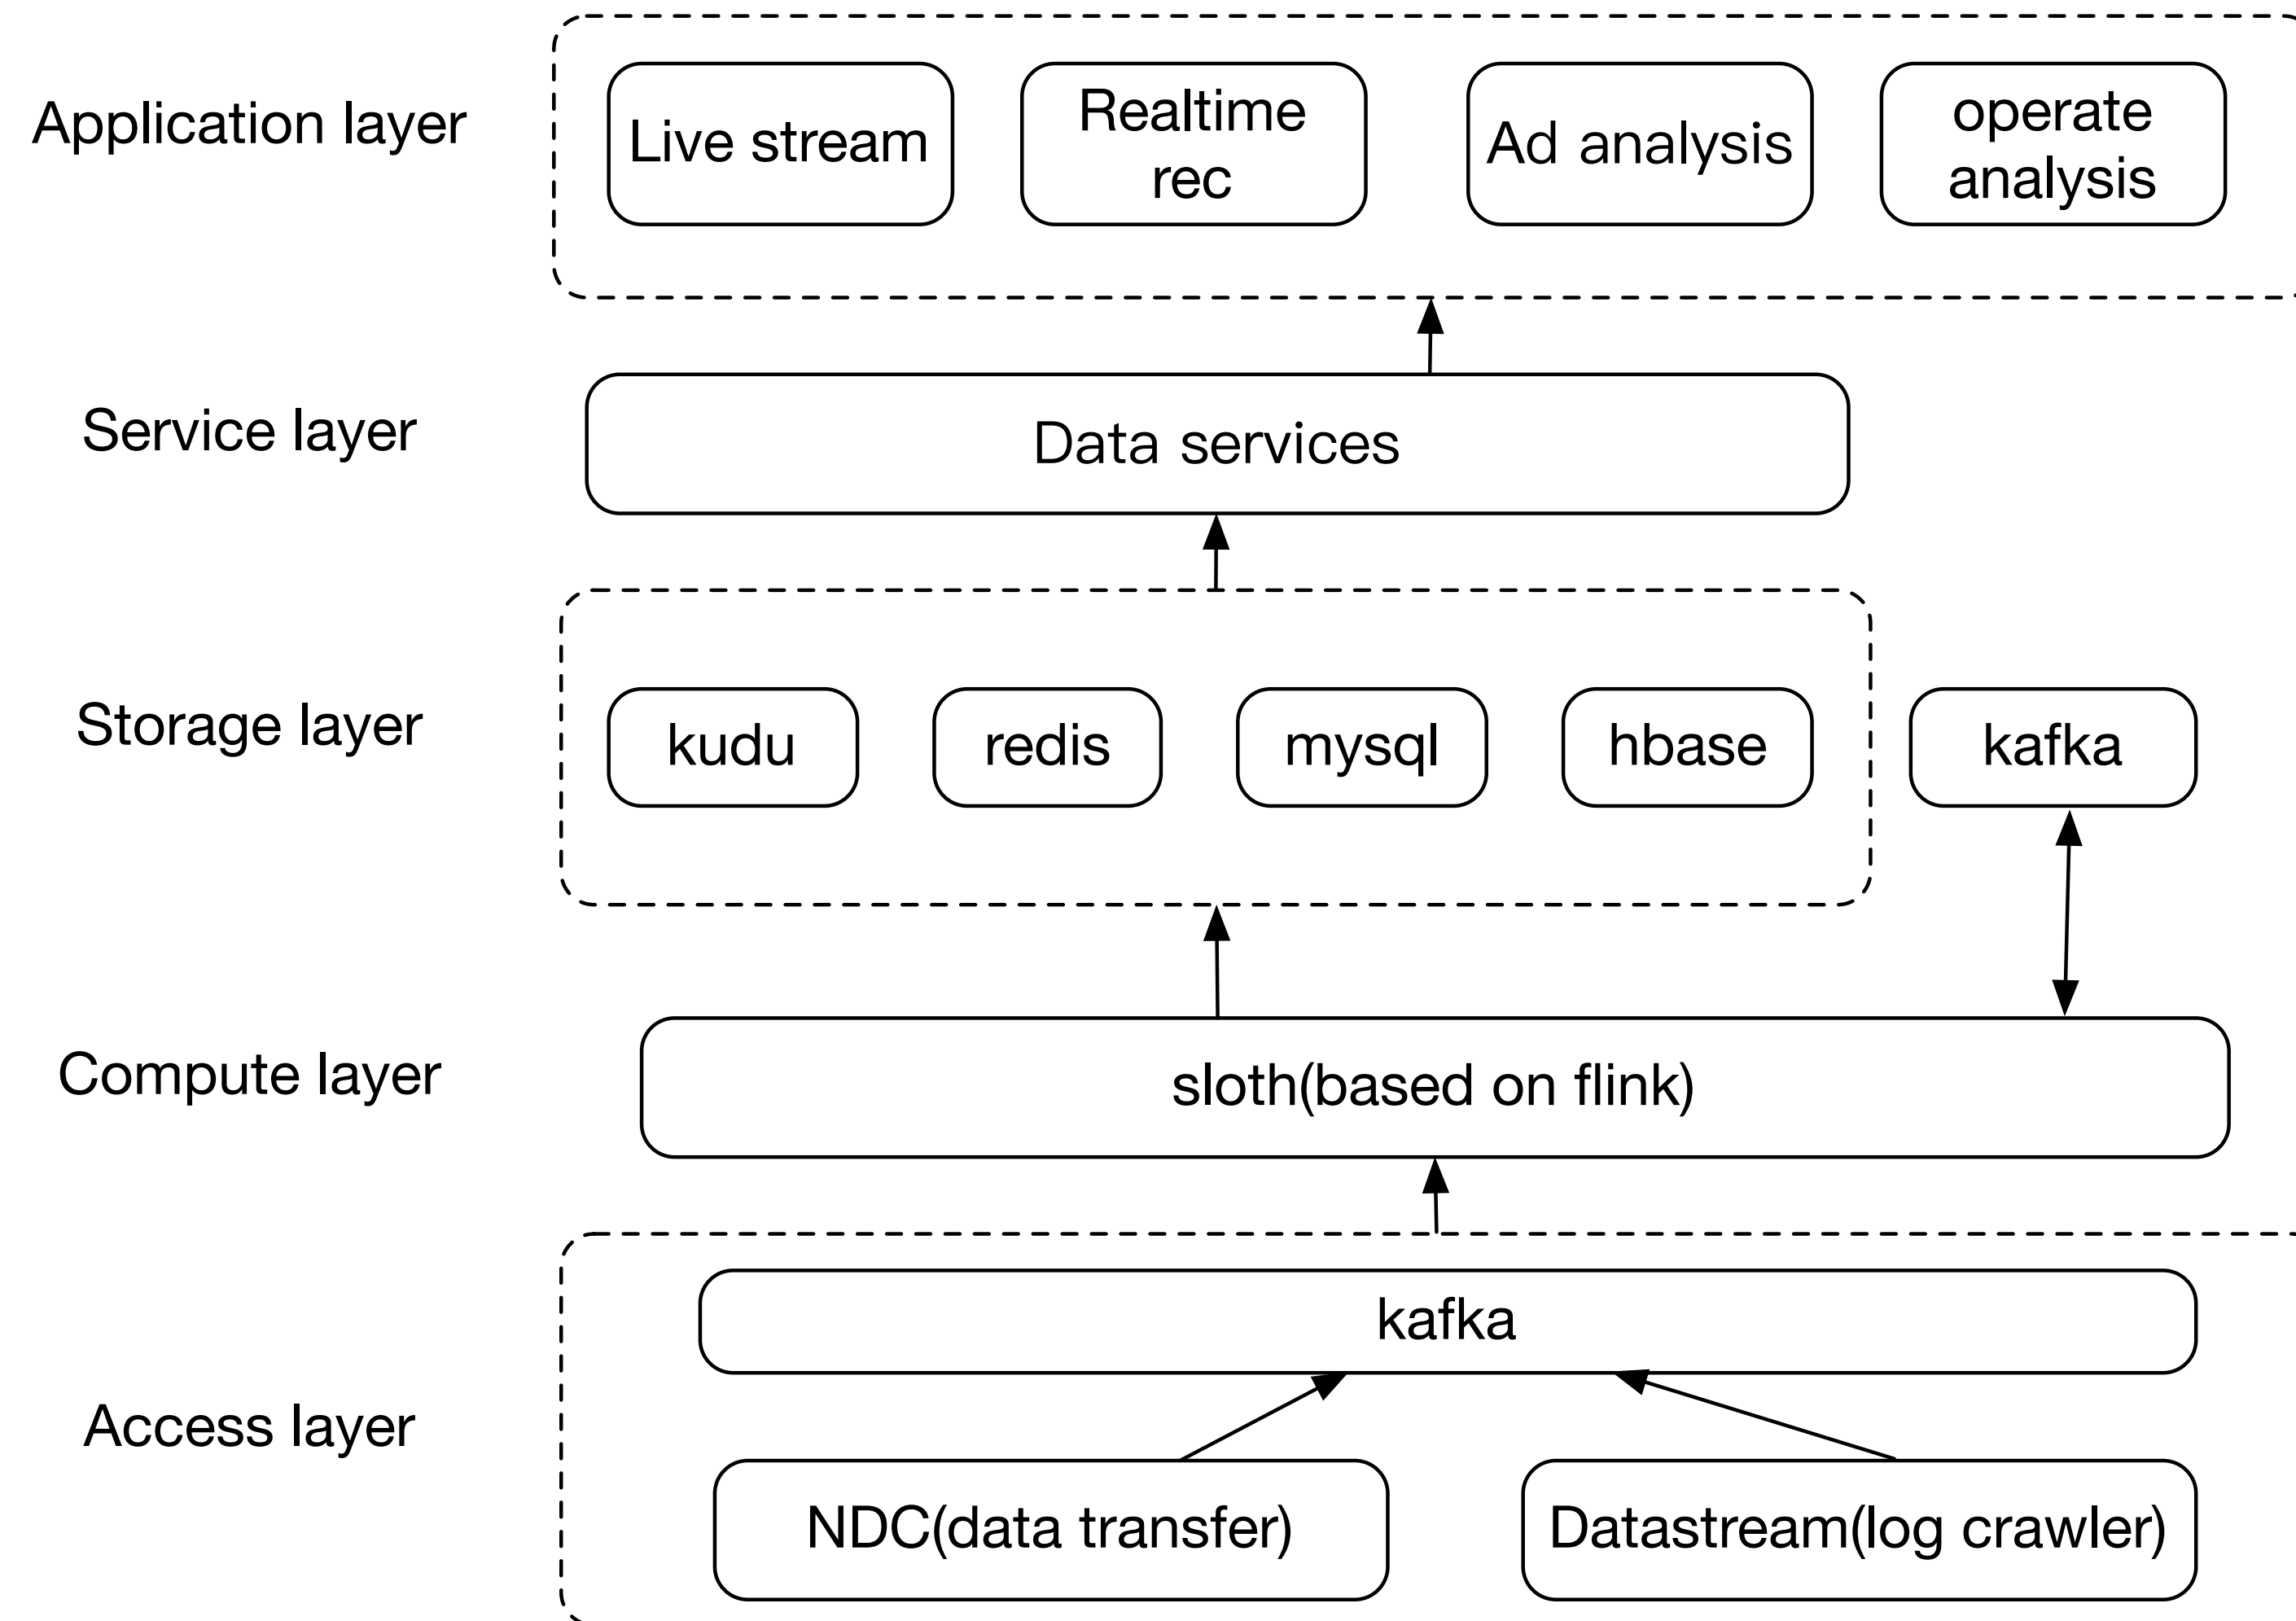 Application layer
Live stream
Realtime
rec
Ad analysis
operate
analysis
Service layer
Data services
Storage layer
kudu
redis
mysql
hbase
kafka
Compute layer
sloth(based on flink)
kafka
Access layer
NDC(data transfer)
Datastream(log crawler)